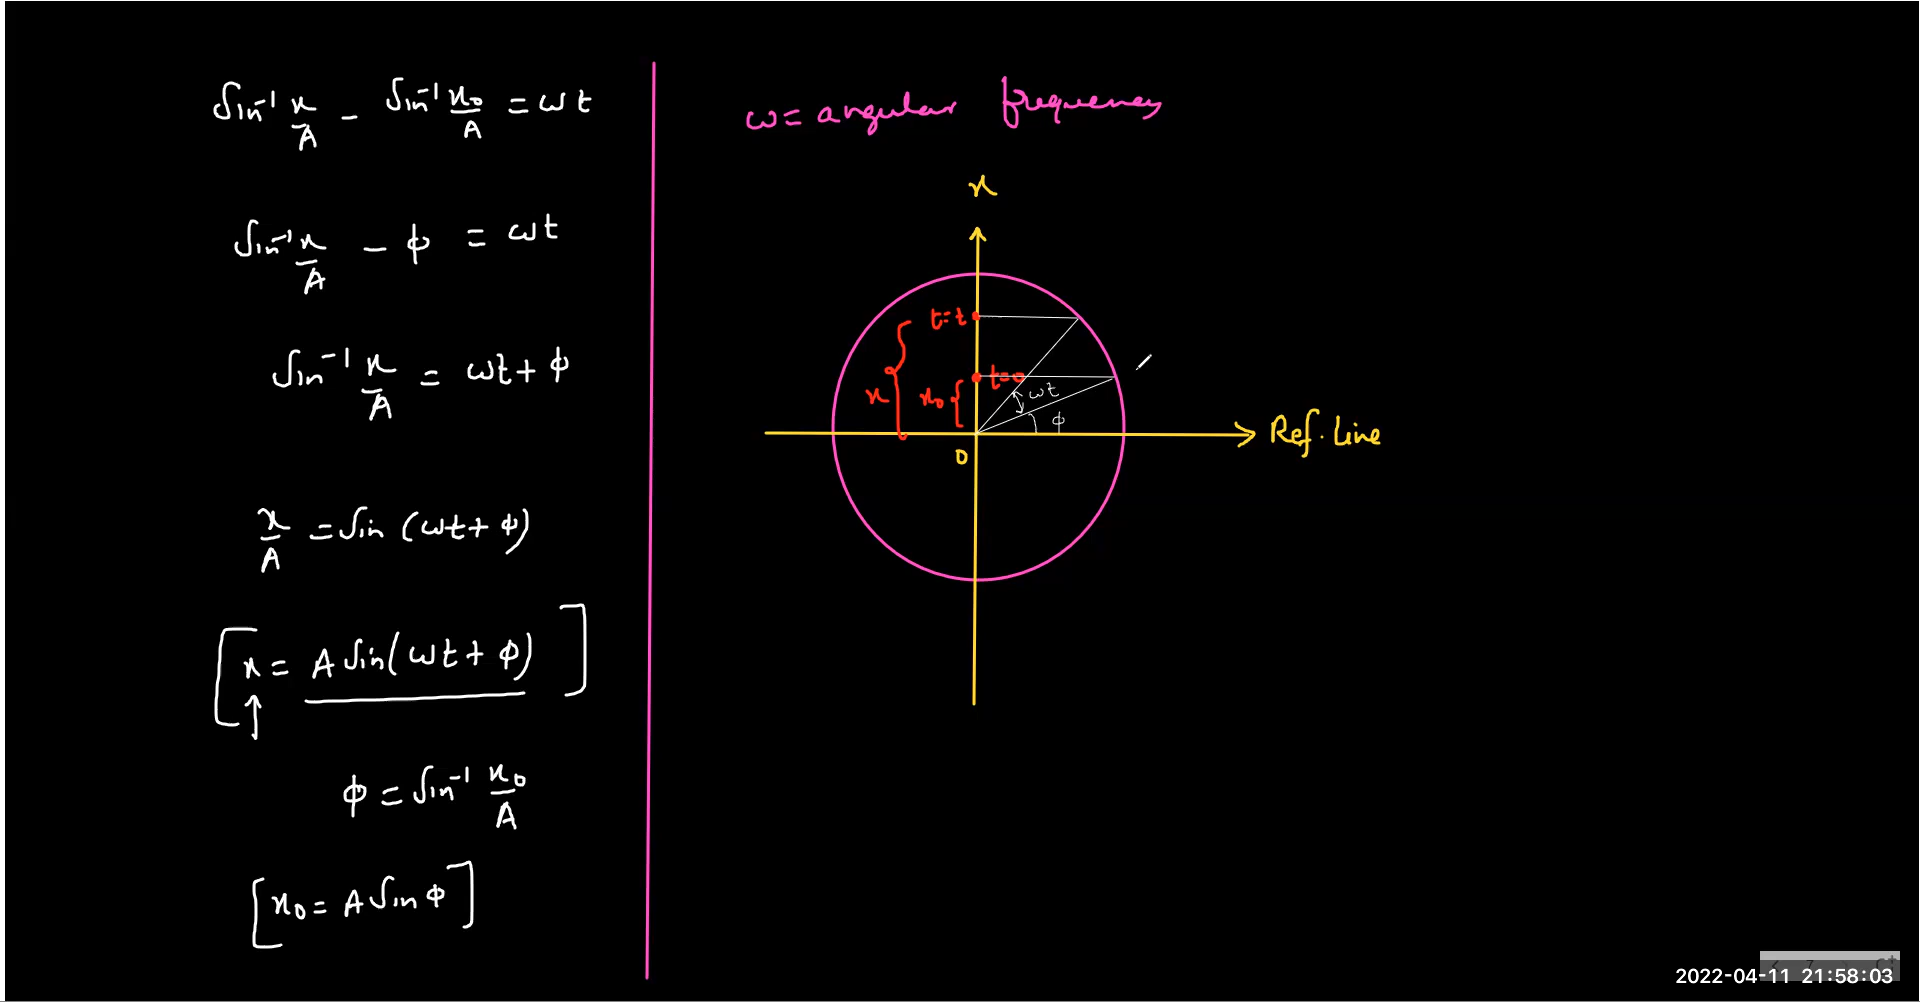 Sin⁻¹ x/A - Sin⁻¹ x₀/A = ωt
Sin⁻¹ x/A - ϕ = ωt
Sin⁻¹ x/A = ωt + ϕ
x/A = Sin (ωt + ϕ)
[x = A Sin(ωt + ϕ)]
ϕ = Sin⁻¹ x₀/A
[x₀ = A Sin ϕ]
ω = angular frequency
x
t=t
t=0
x
x₀
ωt
ϕ
Ref. Line
0
2022-04-11 21:58:03